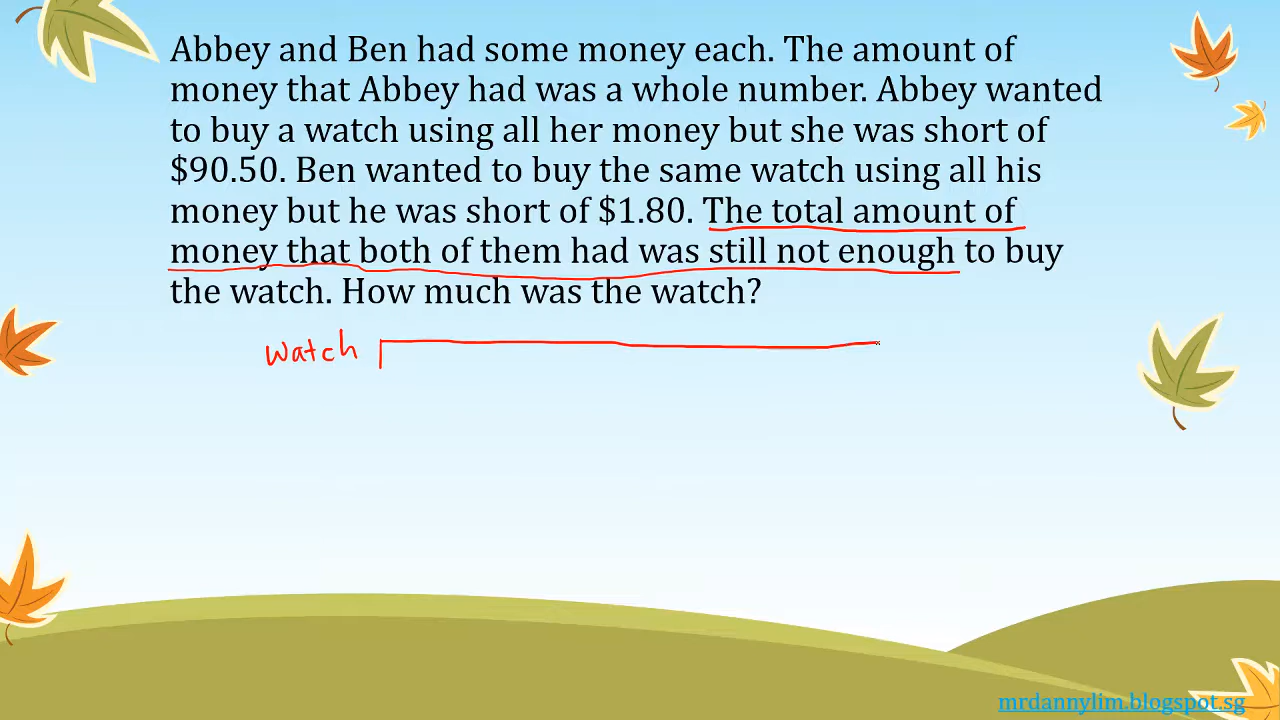 Abbey and Ben had some money each. The amount of
money that Abbey had was a whole number. Abbey wanted
to buy a watch using all her money but she was short of
$90.50. Ben wanted to buy the same watch using all his
money but he was short of $1.80. The total amount of
money that both of them had was still not enough to buy
the watch. How much was the watch?
watch
mrdannylim.blogspot.sg